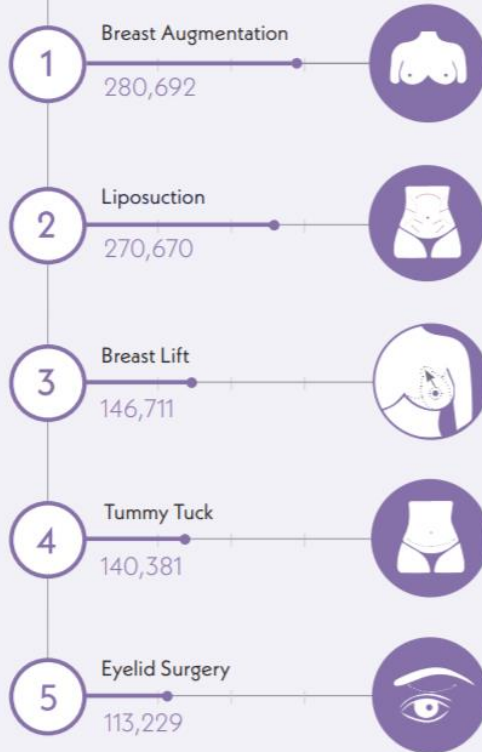 1
Breast Augmentation
280,692
2
Liposuction
270,670
3
Breast Lift
146,711
4
Tummy Tuck
140,381
5
Eyelid Surgery
113,229